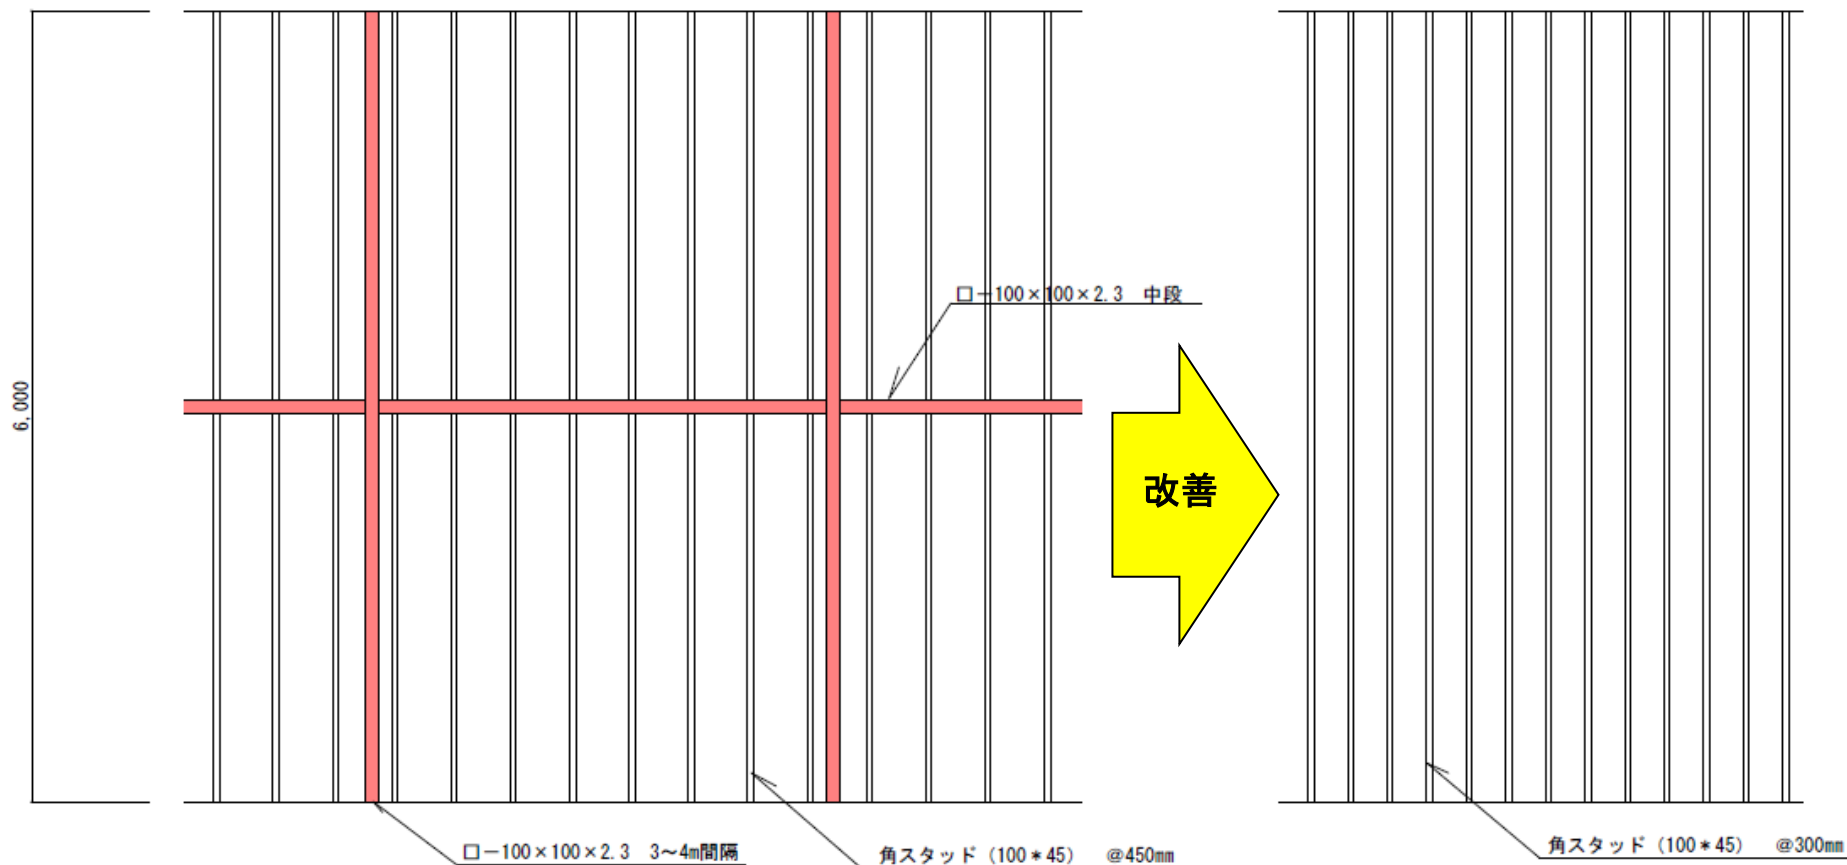 6,000
□−100×100×2.3 中段
改善
□−100×100×2.3 3~4m間隔
角スタッド (100*45) @450mm
角スタッド (100*45) @300mm